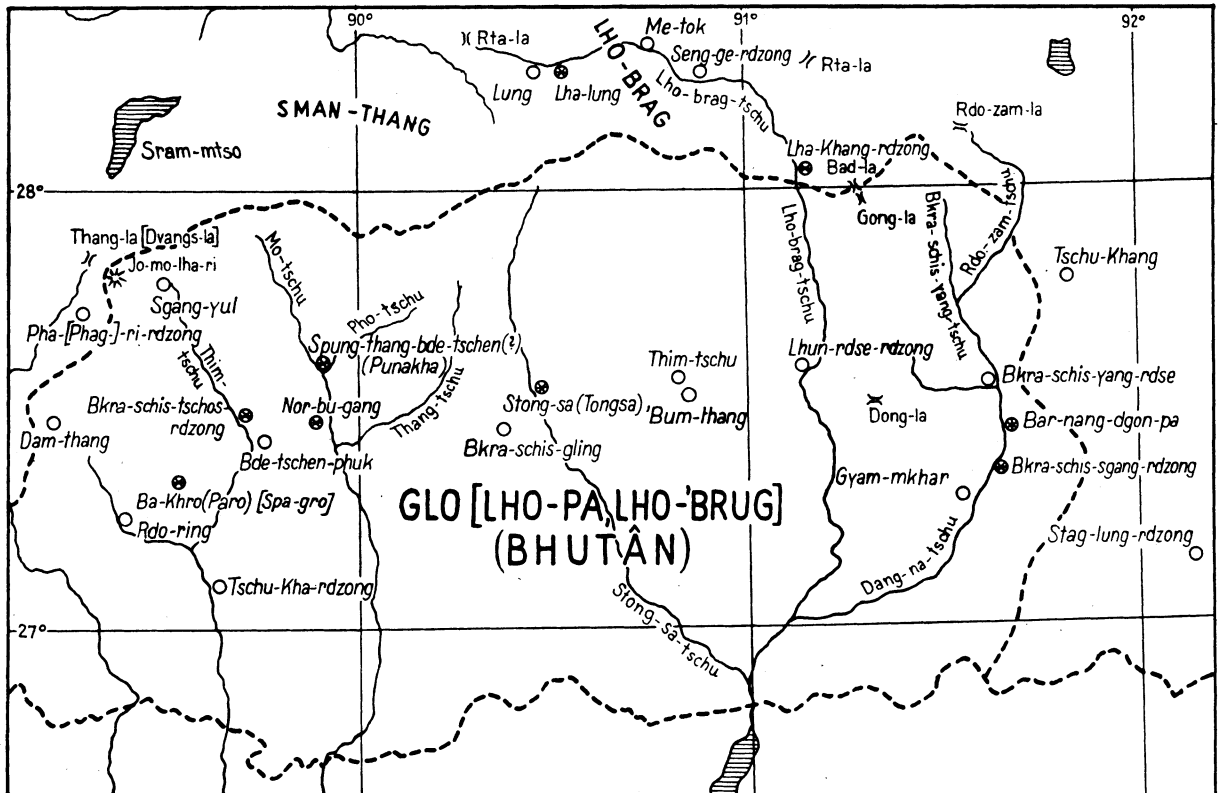 90°
91°
92°
Rta-la
Me-tok
Seng-ge-rdzong
Rta-la
LHO-BRAG
Lung
Lha-lung
Lho-brag-tschu
SMAN-THANG
Rdo-zam-la
Sram-mtso
Lha-Khang-rdzong
Bad-la
28°
Gong-la
Bkra-schis-yang-tschu
Rdo-zam-tschu
Lho-brag-tschu
Thang-la [Dvangs-la]
Mo-tschu
Jo-mo-lha-ri
Tschu-Khang
Sgang-yul
Pho-tschu
Pha-[Phag-]-ri-rdzong
Thim-
tschu
Spung-thang-bde-tschen(?)
(Punakha)
Thim-tschu
Lhun-rdse-rdzong
Bkra-schis-yang-rdse
Thang-tschu
Bkra-schis-tschos-
rdzong
Nor-bu-gang
Stong-sa (Tongsa)
'Bum-thang
Dong-la
Bar-nang-dgon-pa
Dam-thang
Bkra-schis-gling
Bde-tschen-phuk
Bkra-schis-sgang-rdzong
Gyam-mkhar
Ba-Khro (Paro) [Spa-gro]
GLO [LHO-PA, LHO-'BRUG]
(BHUTÂN)
Rdo-ring
Stag-lung-rdzong
Dang-na-tschu
Tschu-Kha-rdzong
Stong-sa-tschu
27°